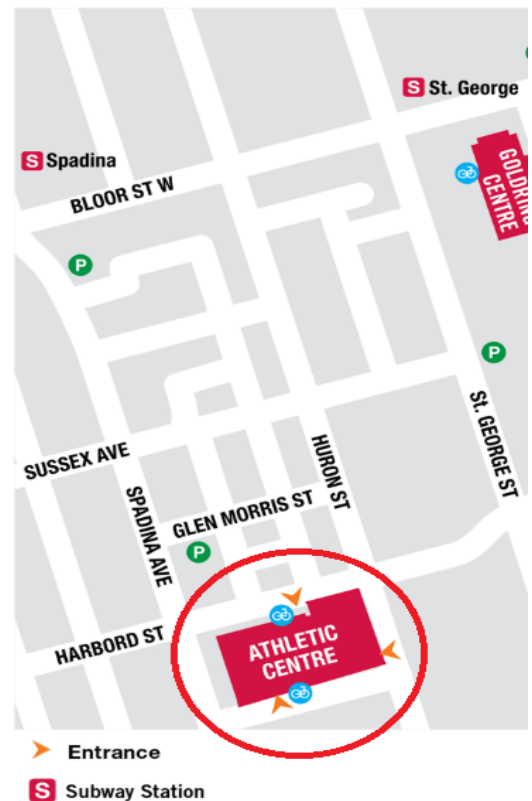 S St. George
S Spadina
BLOOR ST W
GOLDRING
CENTRE
P
P
SUSSEX AVE
SPADINA AVE
HURON ST
St. GEORGE ST
GLEN MORRIS ST
P
HARBORD ST
ATHLETIC
CENTRE
Entrance
S Subway Station